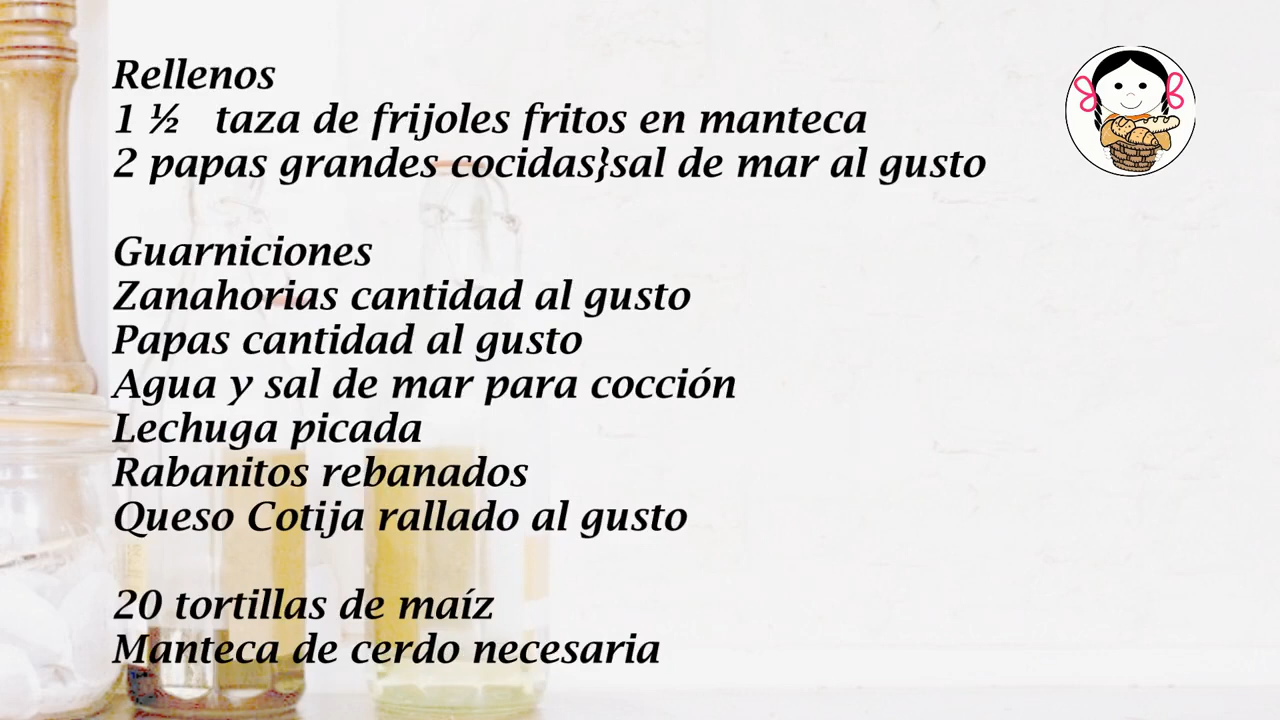 Rellenos
1 ½ taza de frijoles fritos en manteca
2 papas grandes cocidas}sal de mar al gusto
Guarniciones
Zanahorias cantidad al gusto
Papas cantidad al gusto
Agua y sal de mar para cocción
Lechuga picada
Rabanitos rebanados
Queso Cotija rallado al gusto
20 tortillas de maíz
Manteca de cerdo necesaria